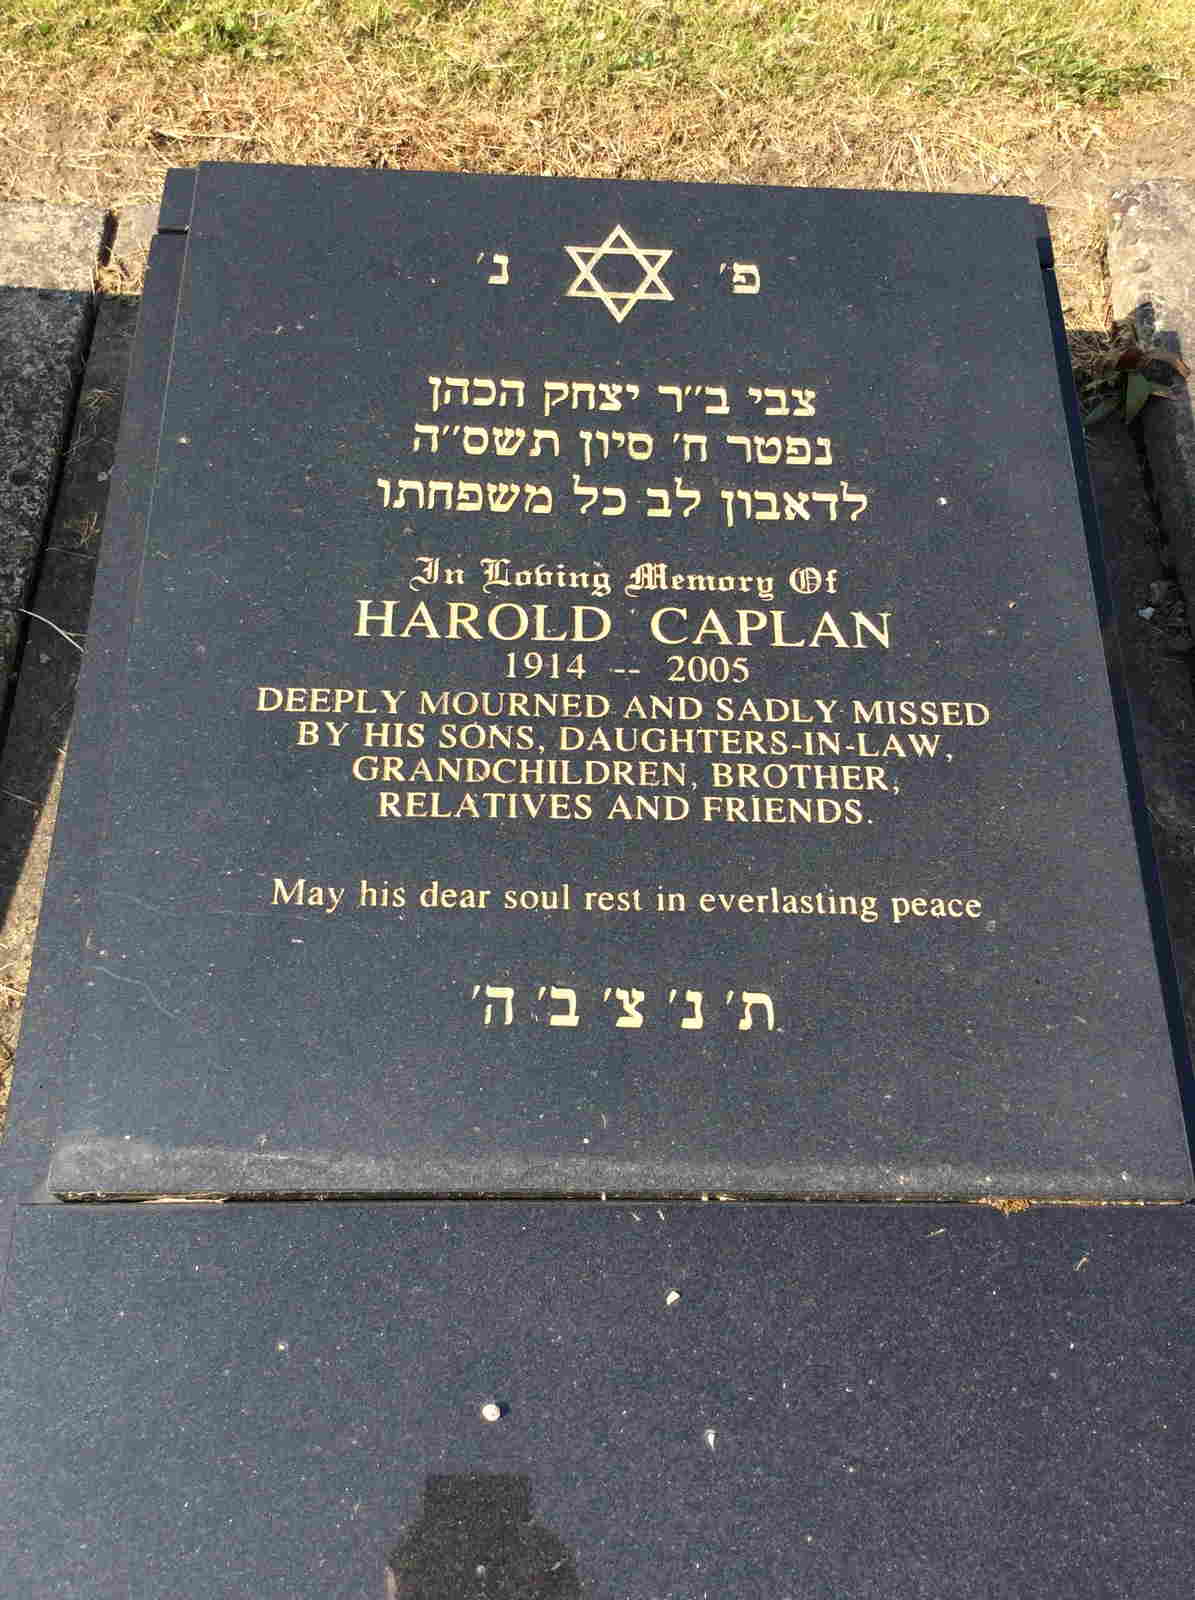 פ׳ נ׳
צבי ב״ר יצחק הכהן
נפטר ח׳ סיון תשס״ה
לדאבון לב כל משפחתו
In Loving Memory Of
HAROLD CAPLAN
1914 -- 2005
DEEPLY MOURNED AND SADLY MISSED
BY HIS SONS, DAUGHTERS-IN-LAW,
GRANDCHILDREN, BROTHER,
RELATIVES AND FRIENDS.
May his dear soul rest in everlasting peace
ת׳ נ׳ צ׳ ב׳ ה׳